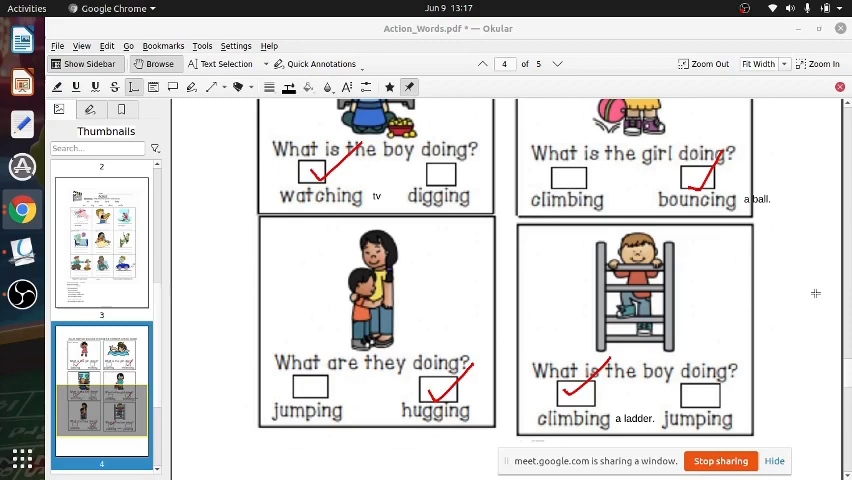 Activities
Google Chrome
Jun 9 13:17
Action_Words.pdf * — Okular
File View Edit Go Bookmarks Tools Settings Help
Show Sidebar Browse Text Selection Quick Annotations 4 of 5 Zoom Out Fit Width Zoom In
Thumbnails
Search...
2
3
4
What is the boy doing?
watching tv digging
What is the girl doing?
climbing bouncing a ball.
What are they doing?
jumping hugging
What is the boy doing?
climbing a ladder. jumping
meet.google.com is sharing a window. Stop sharing Hide